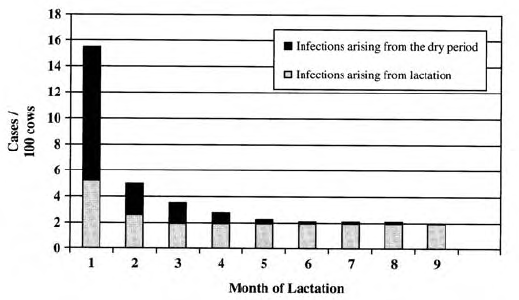 18
16
14
12
10
8
6
4
2
0
Cases /
100 cows
Infections arising from the dry period
Infections arising from lactation
1 2 3 4 5 6 7 8 9
Month of Lactation